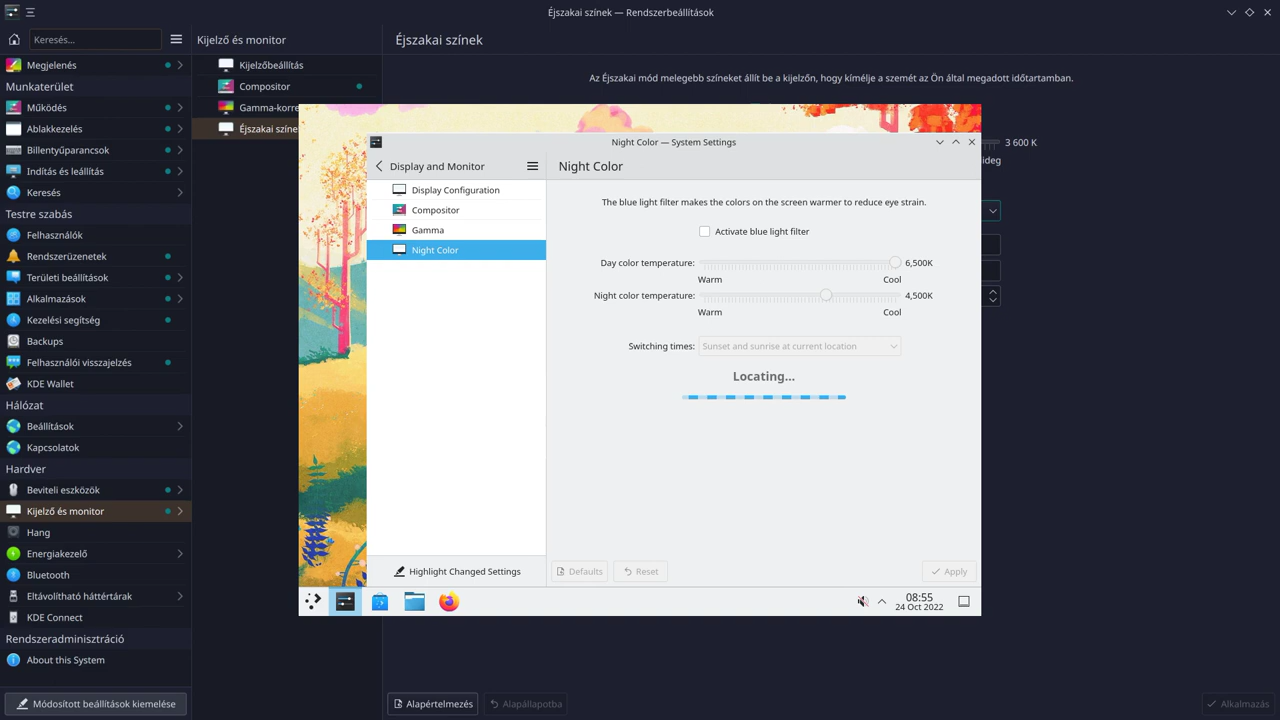 Éjszakai színek — Rendszerbeállítások
Keresés...
Megjelenés
Munkaterület
Működés
Ablakkezelés
Billentyűparancsok
Indítás és leállítás
Keresés
Testre szabás
Felhasználók
Rendszerüzenetek
Területi beállítások
Alkalmazások
Kezelési segítség
Backups
Felhasználói visszajelzés
KDE Wallet
Hálózat
Beállítások
Kapcsolatok
Hardver
Beviteli eszközök
Kijelző és monitor
Hang
Energiakezelő
Bluetooth
Eltávolítható háttértárak
KDE Connect
Rendszeradminisztráció
About this System
Módosított beállítások kiemelése
Kijelző és monitor
Kijelzőbeállítás
Compositor
Gamma-korre
Éjszakai színe
Éjszakai színek
Az Éjszakai mód melegebb színeket állít be a kijelzőn, hogy kímélje a szemét az Ön által megadott időtartamban.
3 600 K
ideg
Alapértelmezés
Alapállapotba
Alkalmazás
Night Color — System Settings
Display and Monitor
Display Configuration
Compositor
Gamma
Night Color
Highlight Changed Settings
Night Color
The blue light filter makes the colors on the screen warmer to reduce eye strain.
Activate blue light filter
Day color temperature: 6,500K
Warm Cool
Night color temperature: 4,500K
Warm Cool
Switching times: Sunset and sunrise at current location
Locating...
Defaults
Reset
Apply
08:55
24 Oct 2022